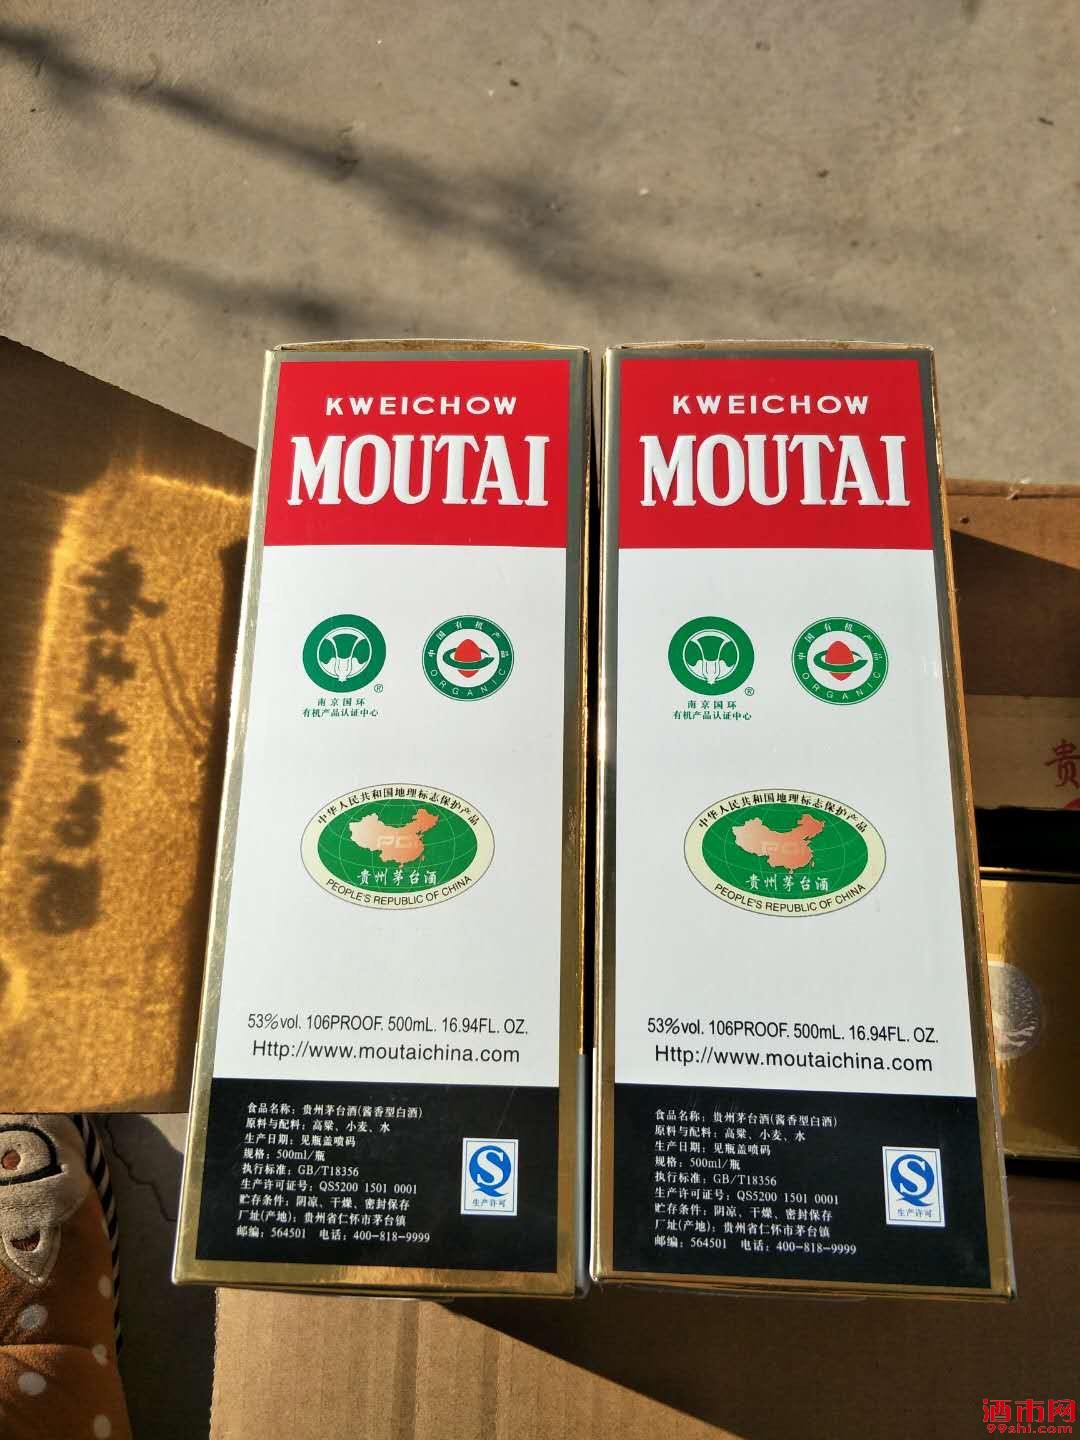 KWEICHOW
MOUTAI
南京国环
有机产品认证中心
中国有机产品
ORGANIC
中华人民共和国地理标志保护产品
PGI
贵州茅台酒
PEOPLE'S REPUBLIC OF CHINA
53%vol. 106PROOF. 500mL. 16.94FL. OZ.
Http://www.moutaichina.com
食品名称：贵州茅台酒(酱香型白酒)
原料与配料：高粱、小麦、水
生产日期：见瓶盖喷码
规格：500ml/瓶
执行标准：GB/T18356
生产许可证号：QS5200 1501 0001
贮存条件：阴凉、干燥、密封保存
厂址(产地)：贵州省仁怀市茅台镇
邮编：564501 电话：400-818-9999
生产许可
KWEICHOW
MOUTAI
南京国环
有机产品认证中心
中国有机产品
ORGANIC
中华人民共和国地理标志保护产品
PGI
贵州茅台酒
PEOPLE'S REPUBLIC OF CHINA
53%vol. 106PROOF. 500mL. 16.94FL. OZ.
Http://www.moutaichina.com
食品名称：贵州茅台酒(酱香型白酒)
原料与配料：高粱、小麦、水
生产日期：见瓶盖喷码
规格：500ml/瓶
执行标准：GB/T18356
生产许可证号：QS5200 1501 0001
贮存条件：阴凉、干燥、密封保存
厂址(产地)：贵州省仁怀市茅台镇
邮编：564501 电话：400-818-9999
生产许可
贵
酒市网
99shi.com